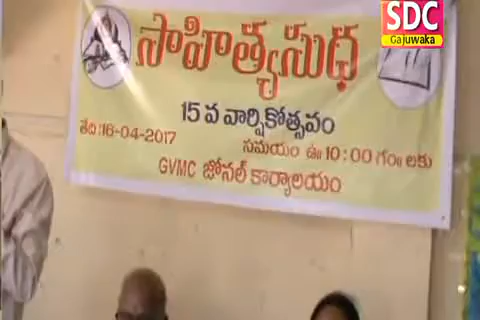 SDC
Gajuwaka
సాహిత్యసుధ
15 వ వార్షికోత్సవం
తేది:16-04-2017
సమయం ఉ॥ 10:00 గం॥ లకు
GVMC జోనల్ కార్యాలయం